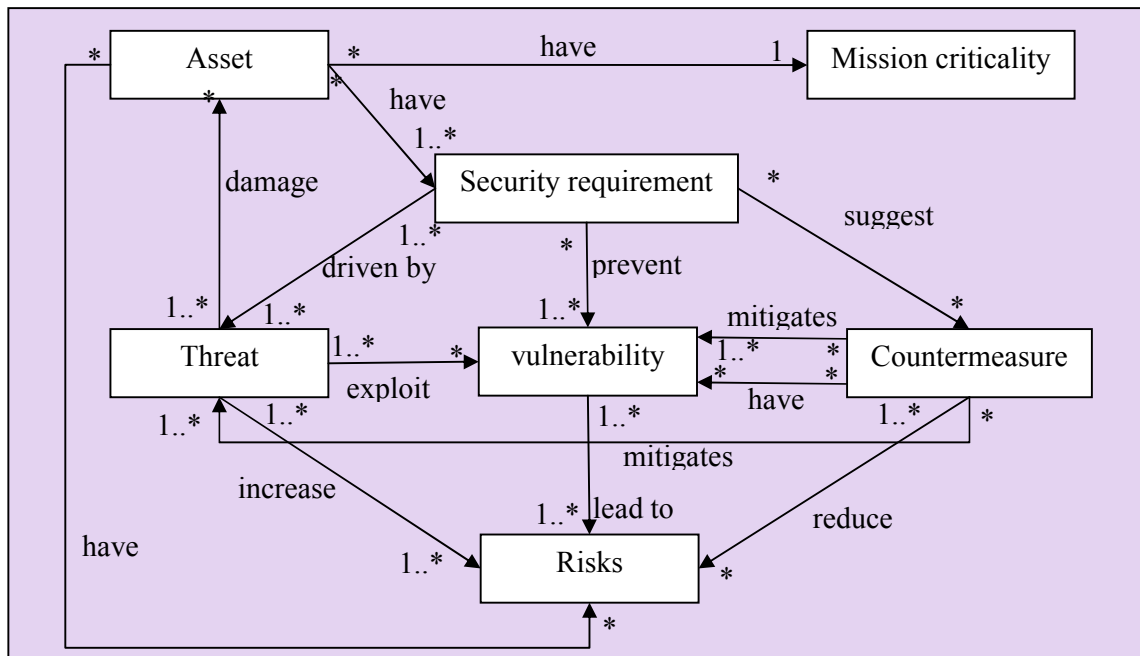 * Asset * have 1 Mission criticality
* * have
1..*
Security requirement *
damage suggest
1..* *
driven by prevent
1..* 1..* 1..* *
mitigates
Threat 1..* * vulnerability 1..* * Countermeasure
exploit * *
have
1..* 1..* 1..* 1..* *
mitigates
increase
1..* lead to reduce
have 1..* Risks *
*